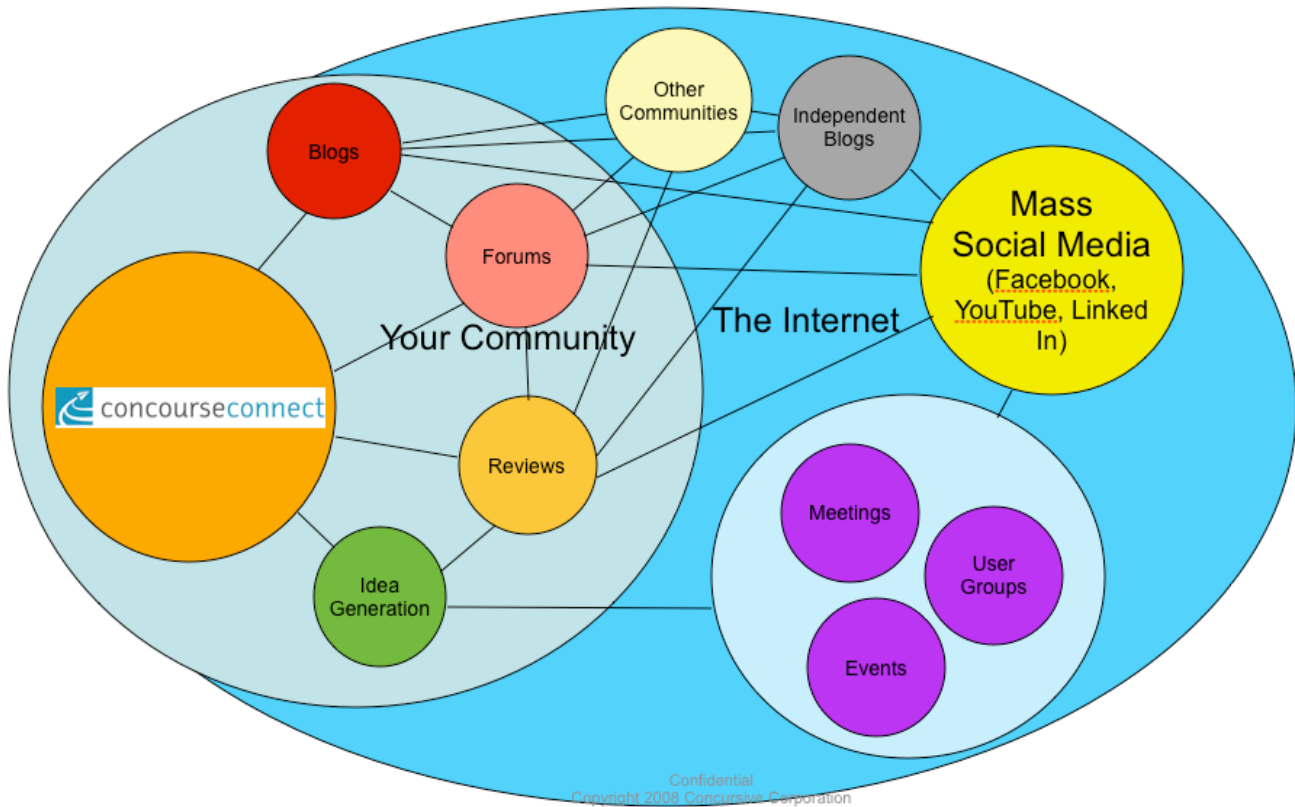 Other
Communities
Independent
Blogs
Blogs
Mass
Social Media
(Facebook,
YouTube, Linked
In)
Forums
Your Community
The Internet
concourseconnect
Reviews
Meetings
User
Groups
Idea
Generation
Events
Confidential
Copyright 2008 Concursive Corporation